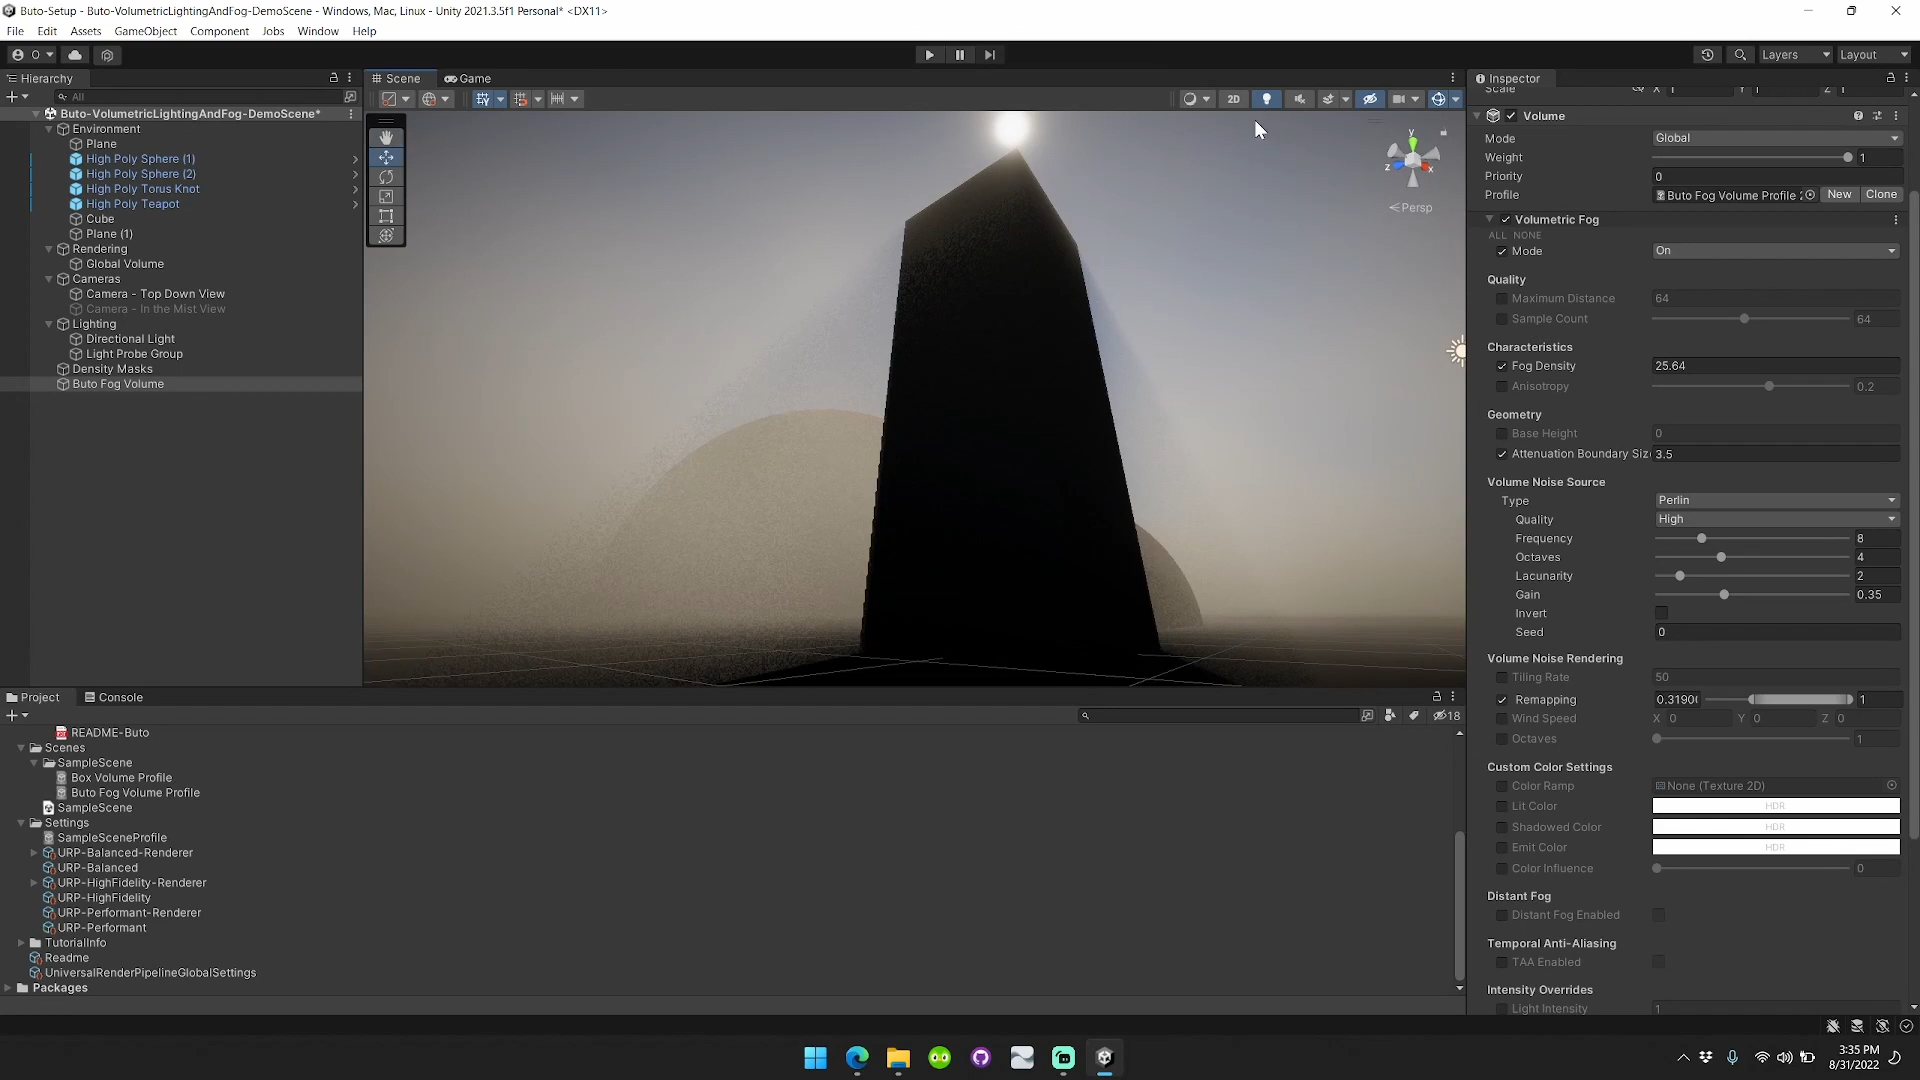 Buto-Setup - Buto-VolumetricLightingAndFog-DemoScene - Windows, Mac, Linux - Unity 2021.3.5f1 Personal* <DX11>
File Edit Assets GameObject Component Jobs Window Help
O
Layers Layout
Hierarchy
Scene Game
Inspector
All
2D
Scale X 1 Y 1 Z 1
Buto-VolumetricLightingAndFog-DemoScene*
Environment
Plane
High Poly Sphere (1)
High Poly Sphere (2)
High Poly Torus Knot
High Poly Teapot
Cube
Plane (1)
Rendering
Global Volume
Cameras
Camera - Top Down View
Camera - In the Mist View
Lighting
Directional Light
Light Probe Group
Density Masks
Buto Fog Volume
y
z x
Persp
Volume
Mode Global
Weight 1
Priority 0
Profile Buto Fog Volume Profile New Clone
Volumetric Fog
ALL NONE
Mode On
Quality
Maximum Distance 64
Sample Count 64
Characteristics
Fog Density 25.64
Anisotropy 0.2
Geometry
Base Height 0
Attenuation Boundary Siz 3.5
Volume Noise Source
Type Perlin
Quality High
Frequency 8
Octaves 4
Lacunarity 2
Gain 0.35
Invert
Seed 0
Volume Noise Rendering
Tiling Rate 50
Remapping 0.3190 1
Wind Speed X 0 Y 0 Z 0
Octaves 1
Custom Color Settings
Color Ramp None (Texture 2D)
Lit Color HDR
Shadowed Color HDR
Emit Color HDR
Color Influence 0
Distant Fog
Distant Fog Enabled
Temporal Anti-Aliasing
TAA Enabled
Intensity Overrides
Light Intensity 1
Project Console
18
README-Buto
Scenes
SampleScene
Box Volume Profile
Buto Fog Volume Profile
SampleScene
Settings
SampleSceneProfile
URP-Balanced-Renderer
URP-Balanced
URP-HighFidelity-Renderer
URP-HighFidelity
URP-Performant-Renderer
URP-Performant
TutorialInfo
Readme
UniversalRenderPipelineGlobalSettings
Packages
3:35 PM
8/31/2022